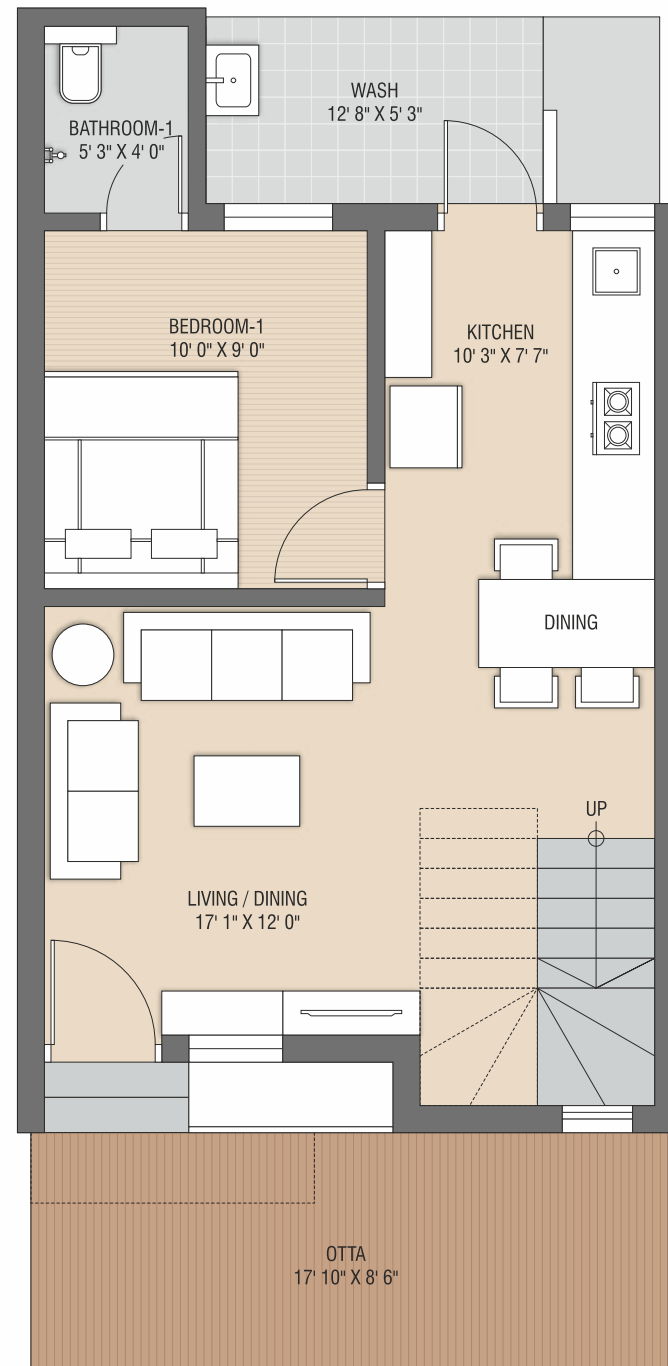 WASH
12' 8" X 5' 3"
BATHROOM-1
5' 3" X 4' 0"
BEDROOM-1
10' 0" X 9' 0"
KITCHEN
10' 3" X 7' 7"
DINING
UP
LIVING / DINING
17' 1" X 12' 0"
OTTA
17' 10" X 8' 6"